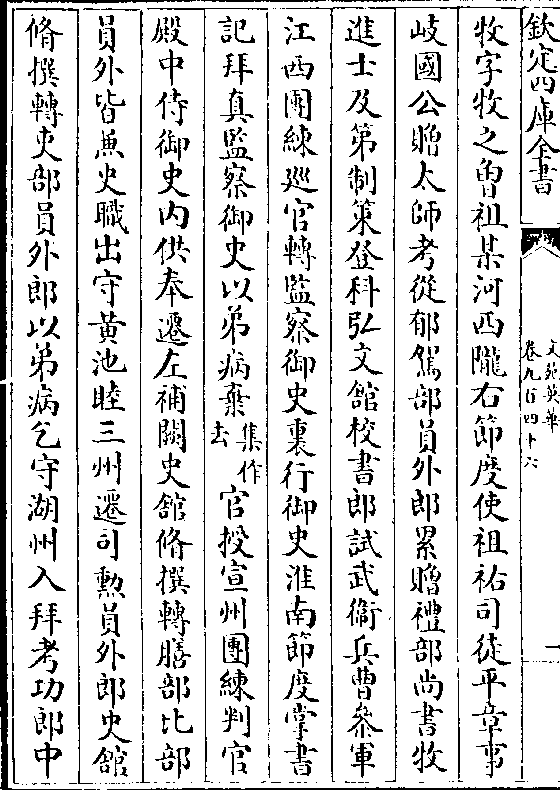 欽定四庫全書
文苑英華
卷九百四十六
一
牧字牧之曾祖某河西隴右節度使祖祐司徒平章事
岐國公贈太師考從郁駕部員外郎累贈禮部尚書牧
進士及第制策登科弘文館校書郎試武衛兵曹叅軍
江西團練廵官轉監察御史裏行御史淮南節度掌書
記拜真監察御史以弟病棄集作去官授宣州團練判官
殿中侍御史内供奉遷左補闕史館脩撰轉膳部比部
員外皆兼史職出守黄池睦三州遷司勲員外郎史館
脩撰轉吏部員外郎以弟病乞守湖州入拜考功郎中